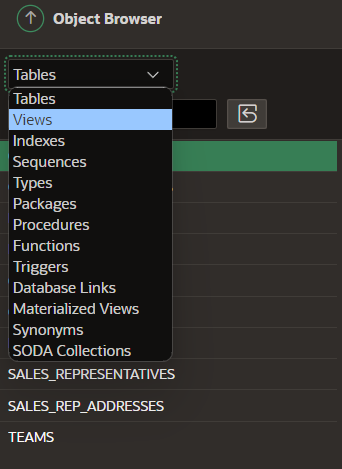 Object Browser
Tables
Tables
Views
Indexes
Sequences
Types
Packages
Procedures
Functions
Triggers
Database Links
Materialized Views
Synonyms
SODA Collections
SALES_REPRESENTATIVES
SALES_REP_ADDRESSES
TEAMS